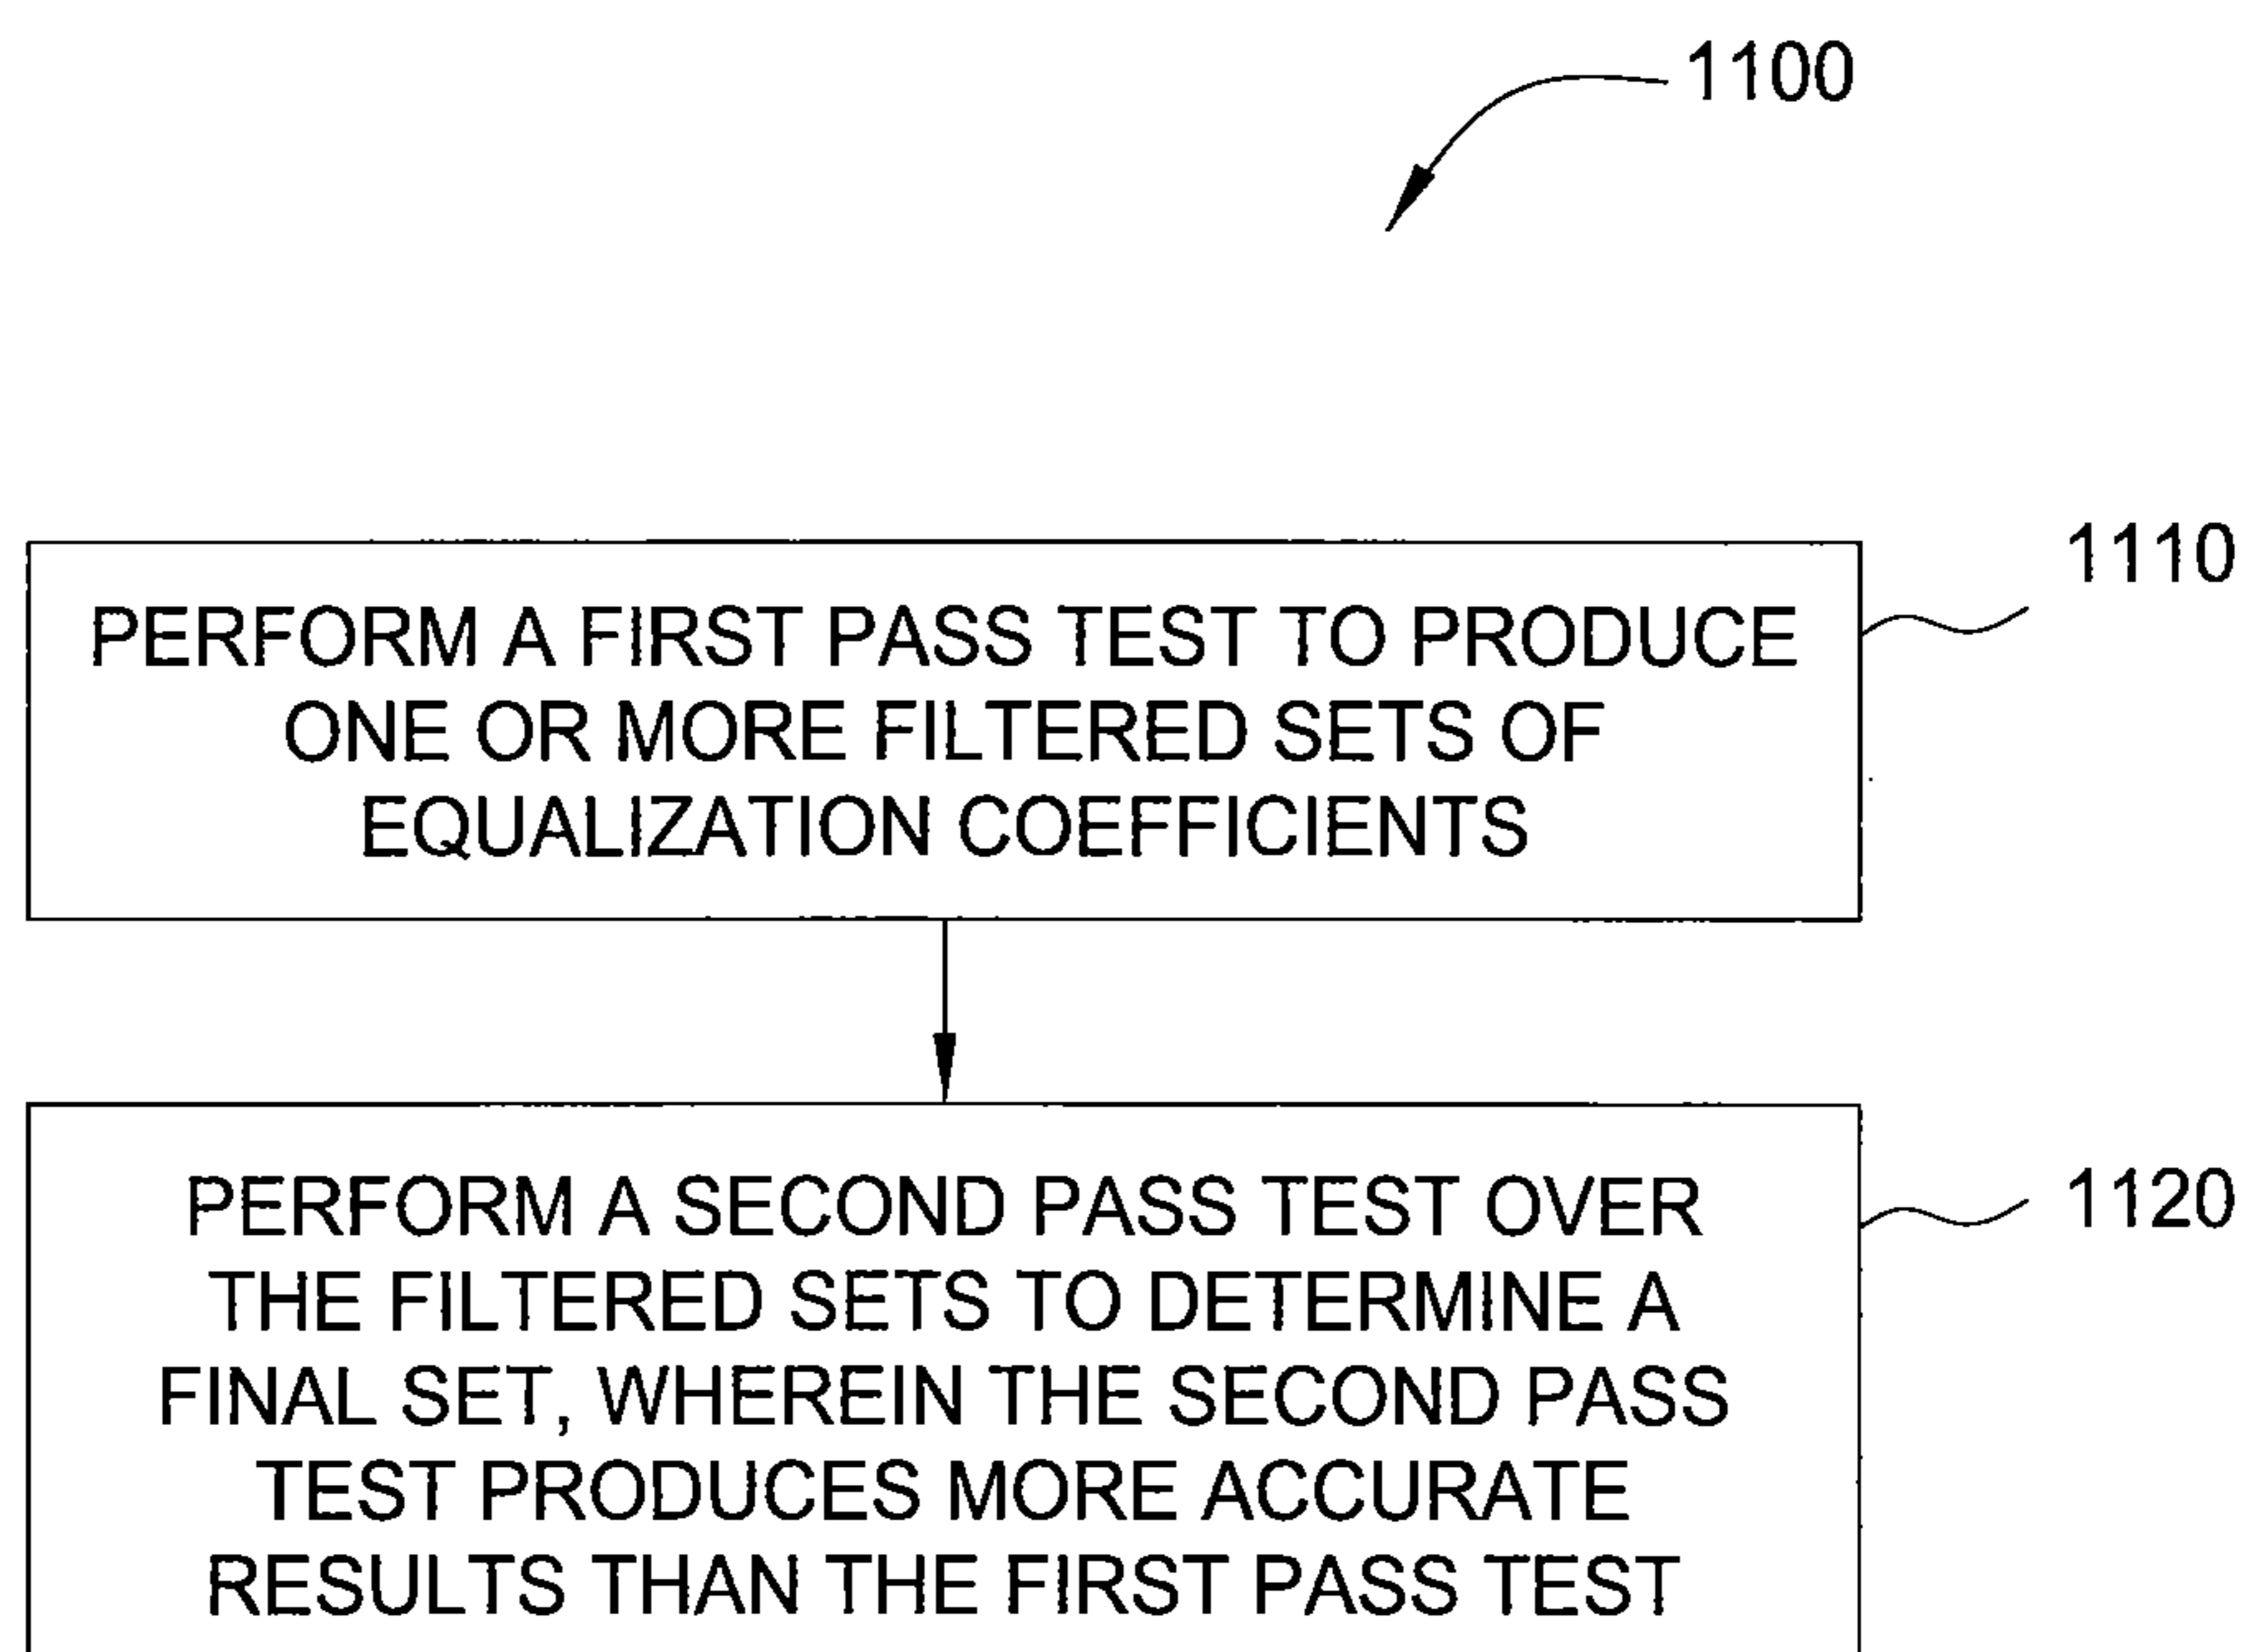 1100
1110
PERFORM A FIRST PASS TEST TO PRODUCE
ONE OR MORE FILTERED SETS OF
EQUALIZATION COEFFICIENTS
1120
PERFORM A SECOND PASS TEST OVER
THE FILTERED SETS TO DETERMINE A
FINAL SET, WHEREIN THE SECOND PASS
TEST PRODUCES MORE ACCURATE
RESULTS THAN THE FIRST PASS TEST